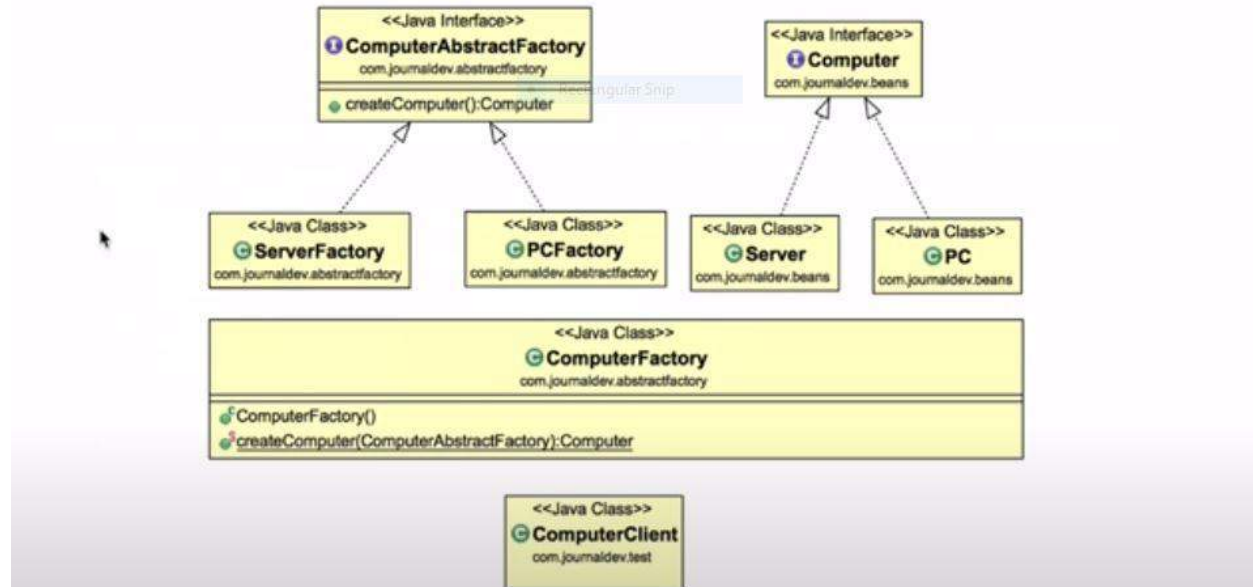 <<Java Interface>>
ComputerAbstractFactory
com.journaldev.abstractfactory
createComputer():Computer
<<Java Interface>>
Computer
com.journaldev.beans
Rectangular Snip
<<Java Class>>
ServerFactory
com.journaldev.abstractfactory
<<Java Class>>
PCFactory
com.journaldev.abstractfactory
<<Java Class>>
Server
com.journaldev.beans
<<Java Class>>
PC
com.journaldev.beans
<<Java Class>>
ComputerFactory
com.journaldev.abstractfactory
ComputerFactory()
createComputer(ComputerAbstractFactory):Computer
<<Java Class>>
ComputerClient
com.journaldev.test